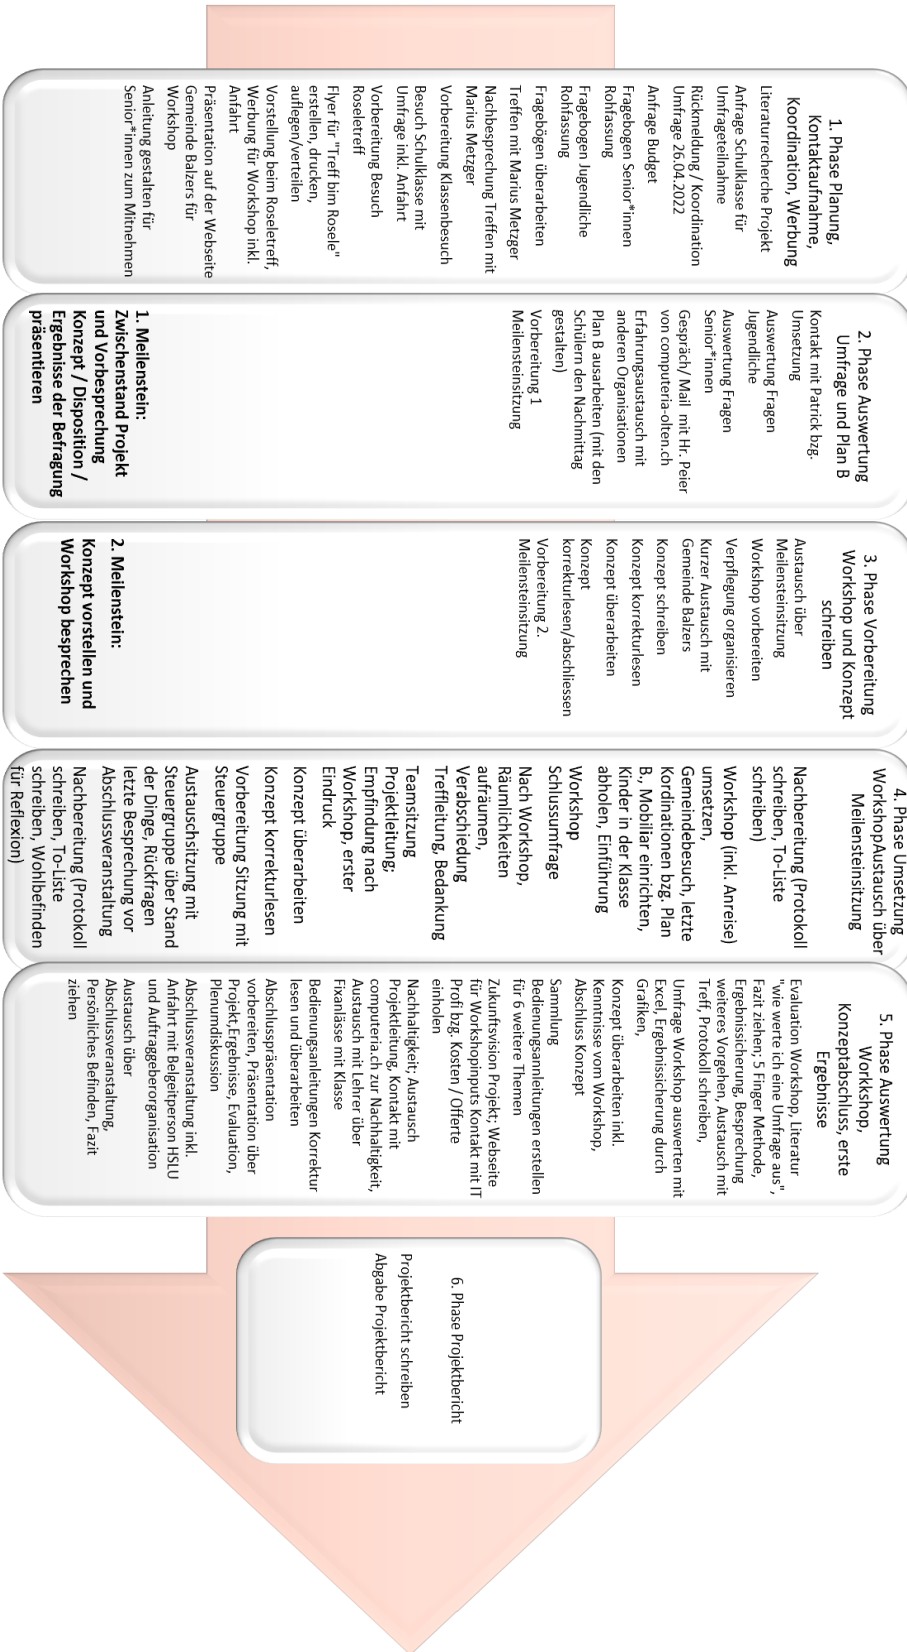 1. Phase Planung,
Kontaktaufnahme,
Koordination, Werbung
Literaturrecherche Projekt
Anfrage Schulklasse für
Umfrageteilnahme
Rückmeldung / Koordination
Umfrage 26.04.2022
Anfrage Budget
Fragebogen Senior*innen
Rohfassung
Fragebogen Jugendliche
Rohfassung
Fragebögen überarbeiten
Treffen mit Marius Metzger
Nachbesprechung Treffen mit
Marius Metzger
Vorbereitung Klassenbesuch
Besuch Schulklasse mit
Umfrage inkl. Anfahrt
Vorbereitung Besuch
Roseletreff
Flyer für "Treff bim Rosele"
erstellen, drucken,
auflegen/verteilen
Vorstellung beim Roseletreff,
Werbung für Workshop inkl.
Anfahrt
Präsentation auf der Webseite
Gemeinde Balzers für
Workshop
Anleitung gestalten für
Senior*innen zum Mitnehmen
2. Phase Auswertung
Umfrage und Plan B
Kontakt mit Patrick bzg.
Umsetzung
Auswertung Fragen
Jugendliche
Auswertung Fragen
Senior*innen
Gespräch/ Mail mit Hr. Peier
von computeria-olten.ch
Erfahrungsaustausch mit
anderen Organisationen
Plan B ausarbeiten (mit den
Schülern den Nachmittag
gestalten)
Vorbereitung 1
Meilensteinsitzung
1. Meilenstein:
Zwischenstand Projekt
und Vorbesprechung
Konzept / Disposition /
Ergebnisse der Befragung
präsentieren
3. Phase Vorbereitung
Workshop und Konzept
schreiben
Austausch über
Meilensteinsitzung
Workshop vorbereiten
Verpflegung organisieren
Kurzer Austausch mit
Gemeinde Balzers
Konzept schreiben
Konzept korrekturlesen
Konzept überarbeiten
Konzept
korrekturlesen/abschliessen
Vorbereitung 2.
Meilensteinsitzung
2. Meilenstein:
Konzept vorstellen und
Workshop besprechen
4. Phase Umsetzung
WorkshopAustausch über
Meilensteinsitzung
Nachbereitung (Protokoll
schreiben, To-Liste
schreiben)
Workshop (inkl. Anreise)
umsetzen,
Gemeindebesuch, letzte
Kordinationen bzg. Plan
B., Mobiliar einrichten,
Kinder in der Klasse
abholen, Einführung
Workshop
Schlussumfrage
Nach Workshop,
Räumlichkeiten
aufräumen,
Verabschiedung
Treffleitung, Bedankung
Teamsitzung
Projektleitung;
Empfindung nach
Workshop, erster
Eindruck
Konzept überarbeiten
Konzept korrekturlesen
Vorbereitung Sitzung mit
Steuergruppe
Austauschsitzung mit
Steuergruppe über Stand
der Dinge, Rückfragen
letzte Besprechung vor
Abschlussveranstaltung
Nachbereitung (Protokoll
schreiben, To-Liste
schreiben, Wohlbefinden
für Reflexion)
5. Phase Auswertung
Workkshop,
Konzeptabschluss, erste
Ergebnisse
Evaluation Workshop, Literatur
"wie werte ich eine Umfrage aus",
Fazit ziehen; 5 Finger Methode,
Ergebnissicherung, Besprechung
weiteres Vorgehen, Austausch mit
Treff, Protokoll schreiben,
Umfrage Workshop auswerten mit
Excel, Ergebnissicherung durch
Grafiken,
Konzept überarbeiten inkl.
Kenntnisse vom Workshop,
Abschluss Konzept
Sammlung
Bedienungsannleitungen erstellen
für 6 weitere Themen
Zukunftsvision Projekt; Webseite
für Workshopinputs Kontakt mit IT
Profi bzg. Kosten / Offerte
einholen
Nachhaltigkeit; Austausch
Projektleitung, Kontakt mit
computeria.ch zur Nachhaltigkeit,
Austausch mit Lehrer über
Fixanlässe mit Klasse
Bedienungsanleitungen Korrektur
lesen und überarbeiten
Abschlusspräsentation
vorbereiten, Präsentation über
Projekt,Ergebnisse, Evaluation,
Plenumdiskussion
Abschlussveranstaltung inkl.
Anfahrt mit Belgeitperson HSLU
und Auftraggeberorganisation
Austausch über
Abschlussveranstaltung,
Persönliches Befinden, Fazit
ziehen
6. Phase Projektbericht
Projektbericht schreiben
Abgabe Projektbericht